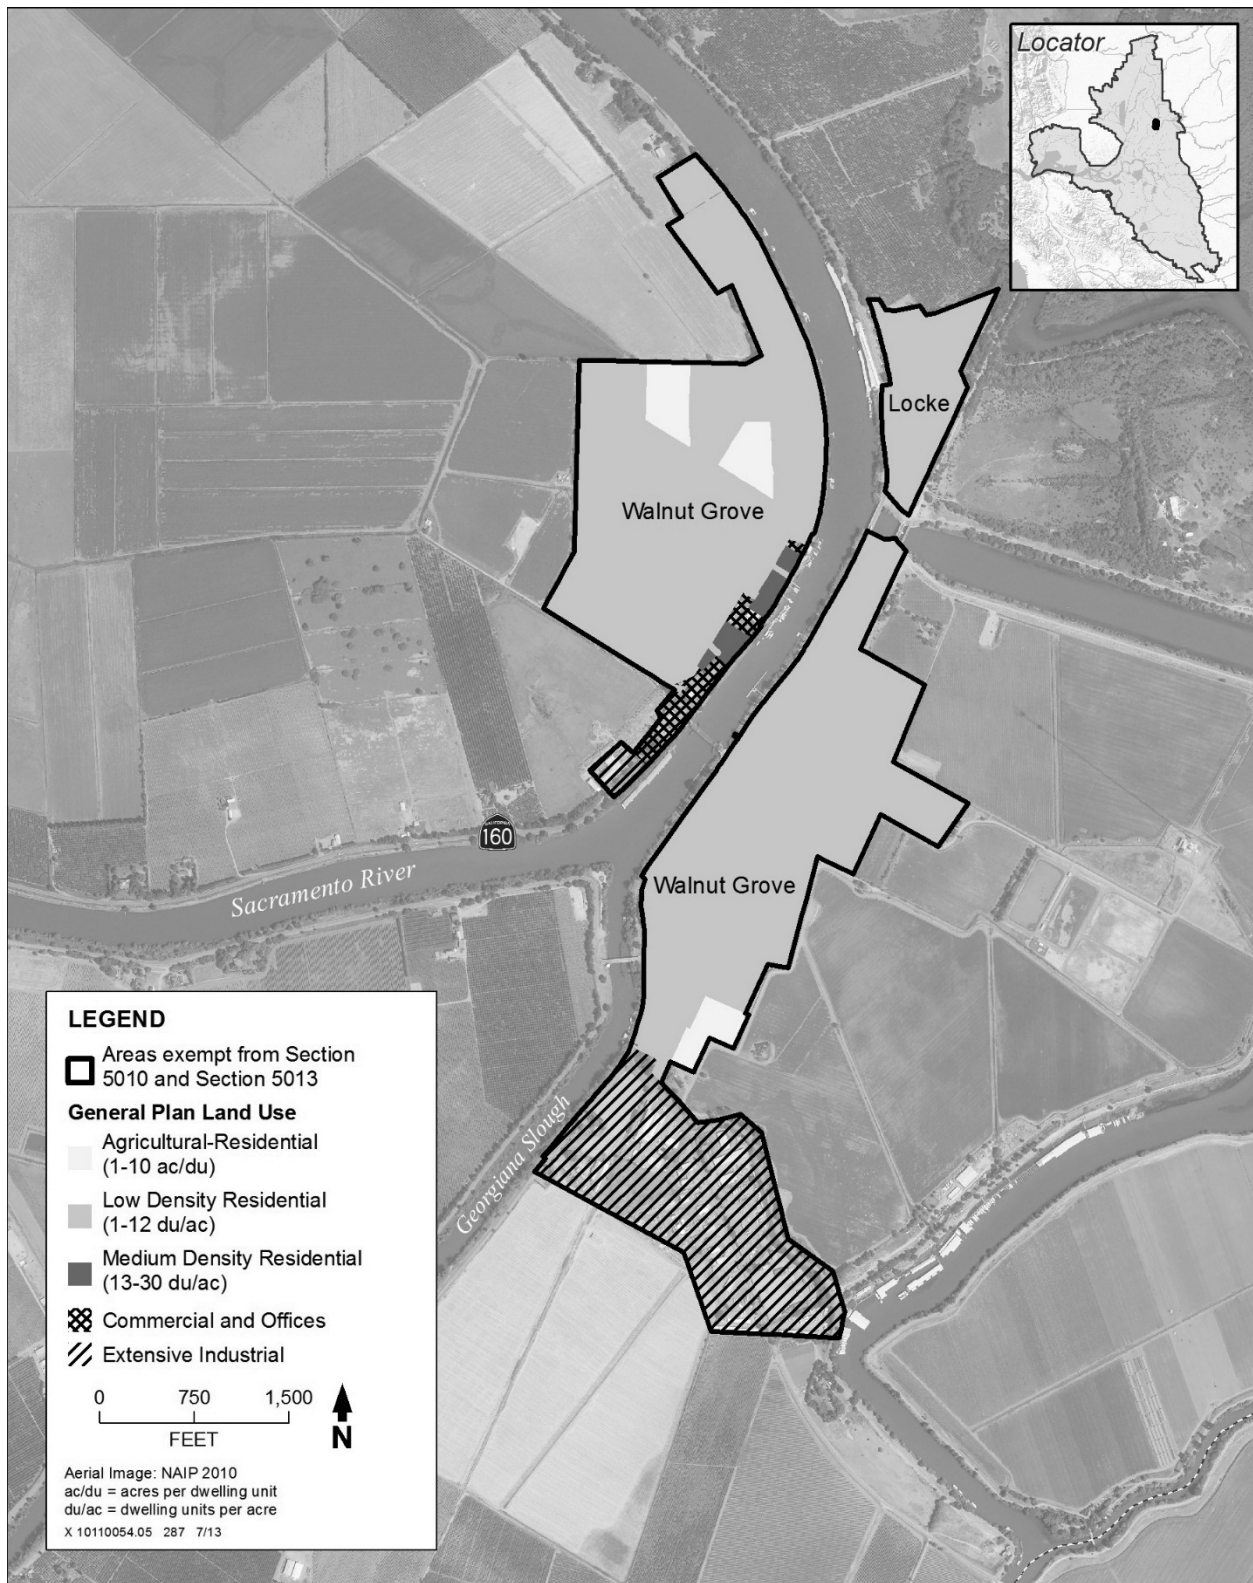 Locator
Locke
Walnut Grove
CALIFORNIA
160
Sacramento River
Walnut Grove
Georgiana Slough
LEGEND
Areas exempt from Section
5010 and Section 5013
General Plan Land Use
Agricultural-Residential
(1-10 ac/du)
Low Density Residential
(1-12 du/ac)
Medium Density Residential
(13-30 du/ac)
Commercial and Offices
Extensive Industrial
0 750 1,500
FEET
N
Aerial Image: NAIP 2010
ac/du = acres per dwelling unit
du/ac = dwelling units per acre
X 10110054.05 287 7/13